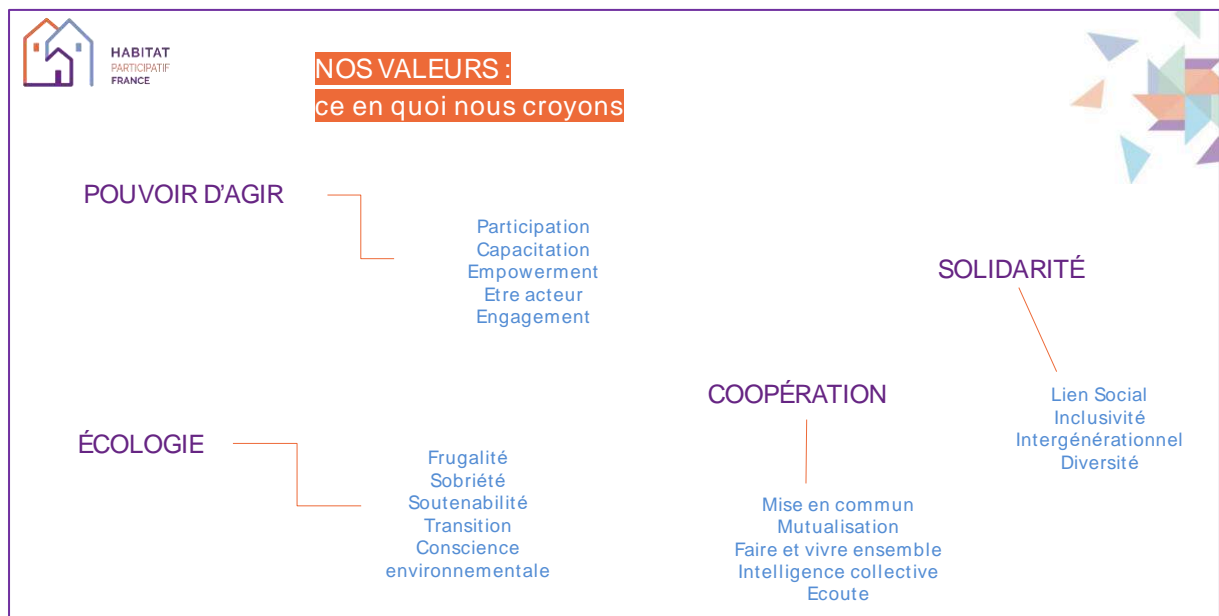 HABITAT
PARTICIPATIF
FRANCE
NOS VALEURS :
ce en quoi nous croyons
POUVOIR D'AGIR
Participation
Capacitation
Empowerment
Etre acteur
Engagement
SOLIDARITÉ
Lien Social
Inclusivité
Intergénérationnel
Diversité
COOPÉRATION
Mise en commun
Mutualisation
Faire et vivre ensemble
Intelligence collective
Ecoute
ÉCOLOGIE
Frugalité
Sobriété
Soutenabilité
Transition
Conscience
environnementale